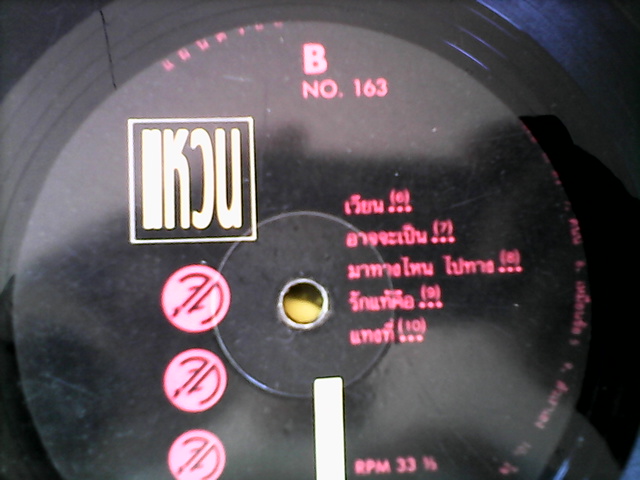 B
NO. 163
แหวน
เวียน (6)...
อาจจะเป็น (7)...
มาทางไหน ไปทาง (8)...
รักแท้คือ (9)...
แทงที่ (10)...
RPM 33 ⅓